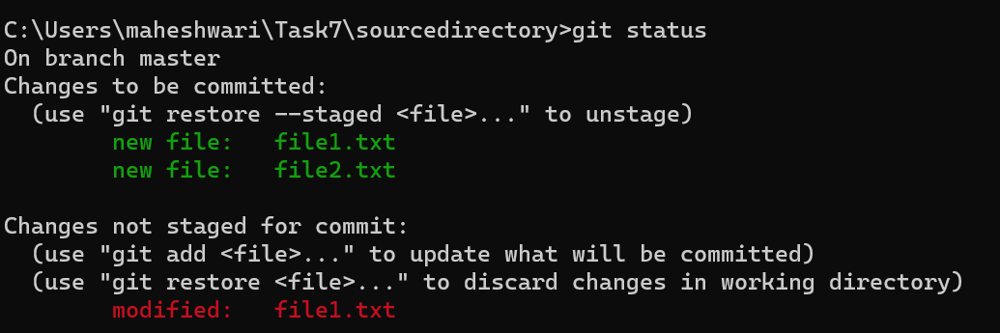 C:\Users\maheshwari\Task7\sourcedirectory>git status
On branch master
Changes to be committed:
  (use "git restore --staged <file>..." to unstage)
        new file:   file1.txt
        new file:   file2.txt

Changes not staged for commit:
  (use "git add <file>..." to update what will be committed)
  (use "git restore <file>..." to discard changes in working directory)
        modified:   file1.txt